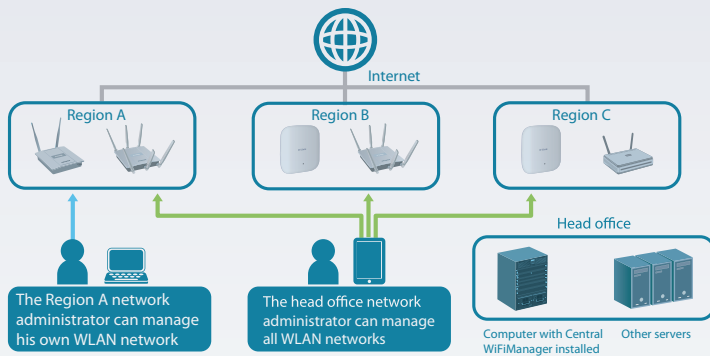 Internet
Region A
Region B
Region C
Head office
The Region A network
administrator can manage
his own WLAN network
The head office network
administrator can manage
all WLAN networks
Computer with Central
WiFiManager installed
Other servers